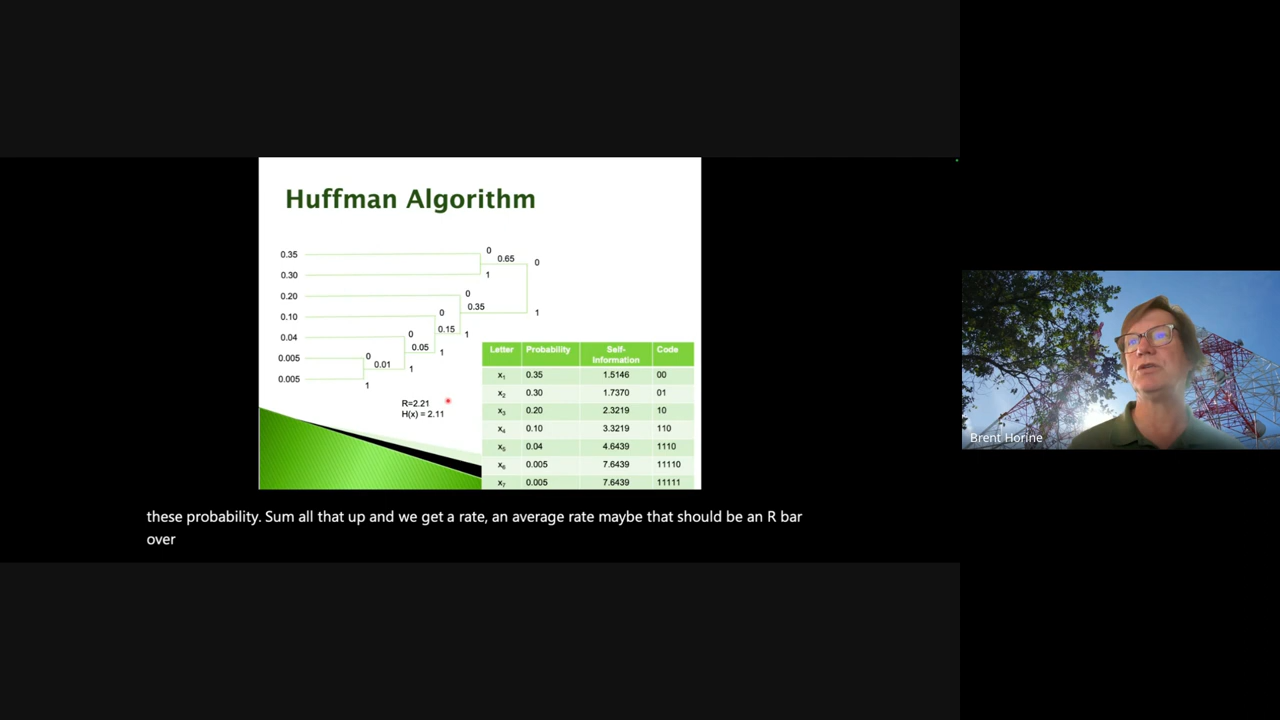 Huffman Algorithm
0.35
0.30
0.20
0.10
0.04
0.005
0.005
0
0.65
1
0
0
0.35
1
1
0
0.15
1
0
0.05
1
0
0.01
1
R=2.21
H(x) = 2.11
Letter Probability Self-Information Code
x₁ 0.35 1.5146 00
x₂ 0.30 1.7370 01
x₃ 0.20 2.3219 10
x₄ 0.10 3.3219 110
x₅ 0.04 4.6439 1110
x₆ 0.005 7.6439 11110
x₇ 0.005 7.6439 11111
Brent Horine
these probability. Sum all that up and we get a rate, an average rate maybe that should be an R bar
over